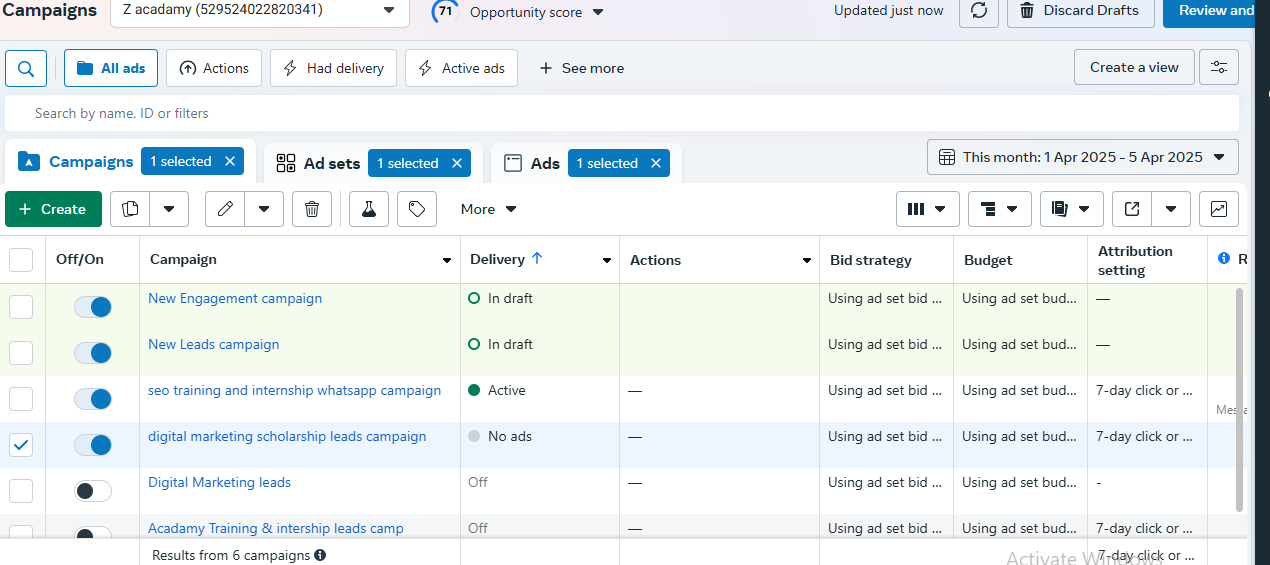 Campaigns
Z acadamy (529524022820341)
71
Opportunity score
Updated just now
Discard Drafts
Review and
All ads
Actions
Had delivery
Active ads
See more
Create a view
Search by name, ID or filters
Campaigns
1 selected
Ad sets
1 selected
Ads
1 selected
This month: 1 Apr 2025 - 5 Apr 2025
+ Create
More
Off/On
Campaign
Delivery
Actions
Bid strategy
Budget
Attribution
setting
R
New Engagement campaign
In draft
Using ad set bid ...
Using ad set bud...
—
New Leads campaign
In draft
Using ad set bid ...
Using ad set bud...
—
seo training and internship whatsapp campaign
Active
—
Using ad set bid ...
Using ad set bud...
7-day click or ...
digital marketing scholarship leads campaign
No ads
—
Using ad set bid ...
Using ad set bud...
7-day click or ...
Digital Marketing leads
Off
—
Using ad set bid ...
Using ad set bud...
-
Acadamy Training & intership leads camp
Off
—
Using ad set bid ...
Using ad set bud...
7-day click or ...
Results from 6 campaigns
7-day click or ...
Activate Windows